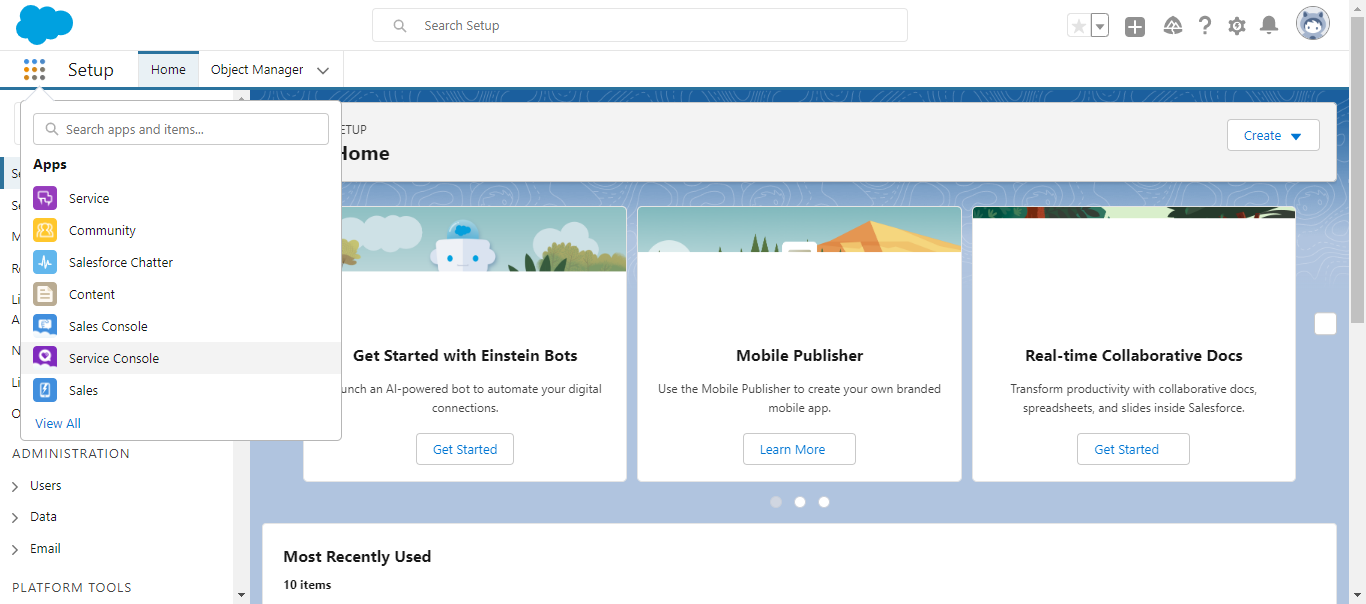 Search Setup
Setup
Home
Object Manager
Search apps and items...
Apps
Service
Community
Salesforce Chatter
Content
Sales Console
Service Console
Sales
View All
ADMINISTRATION
Users
Data
Email
PLATFORM TOOLS
ETUP
Home
Create
Get Started with Einstein Bots
unch an AI-powered bot to automate your digital
connections.
Get Started
Mobile Publisher
Use the Mobile Publisher to create your own branded
mobile app.
Learn More
Real-time Collaborative Docs
Transform productivity with collaborative docs,
spreadsheets, and slides inside Salesforce.
Get Started
Most Recently Used
10 items